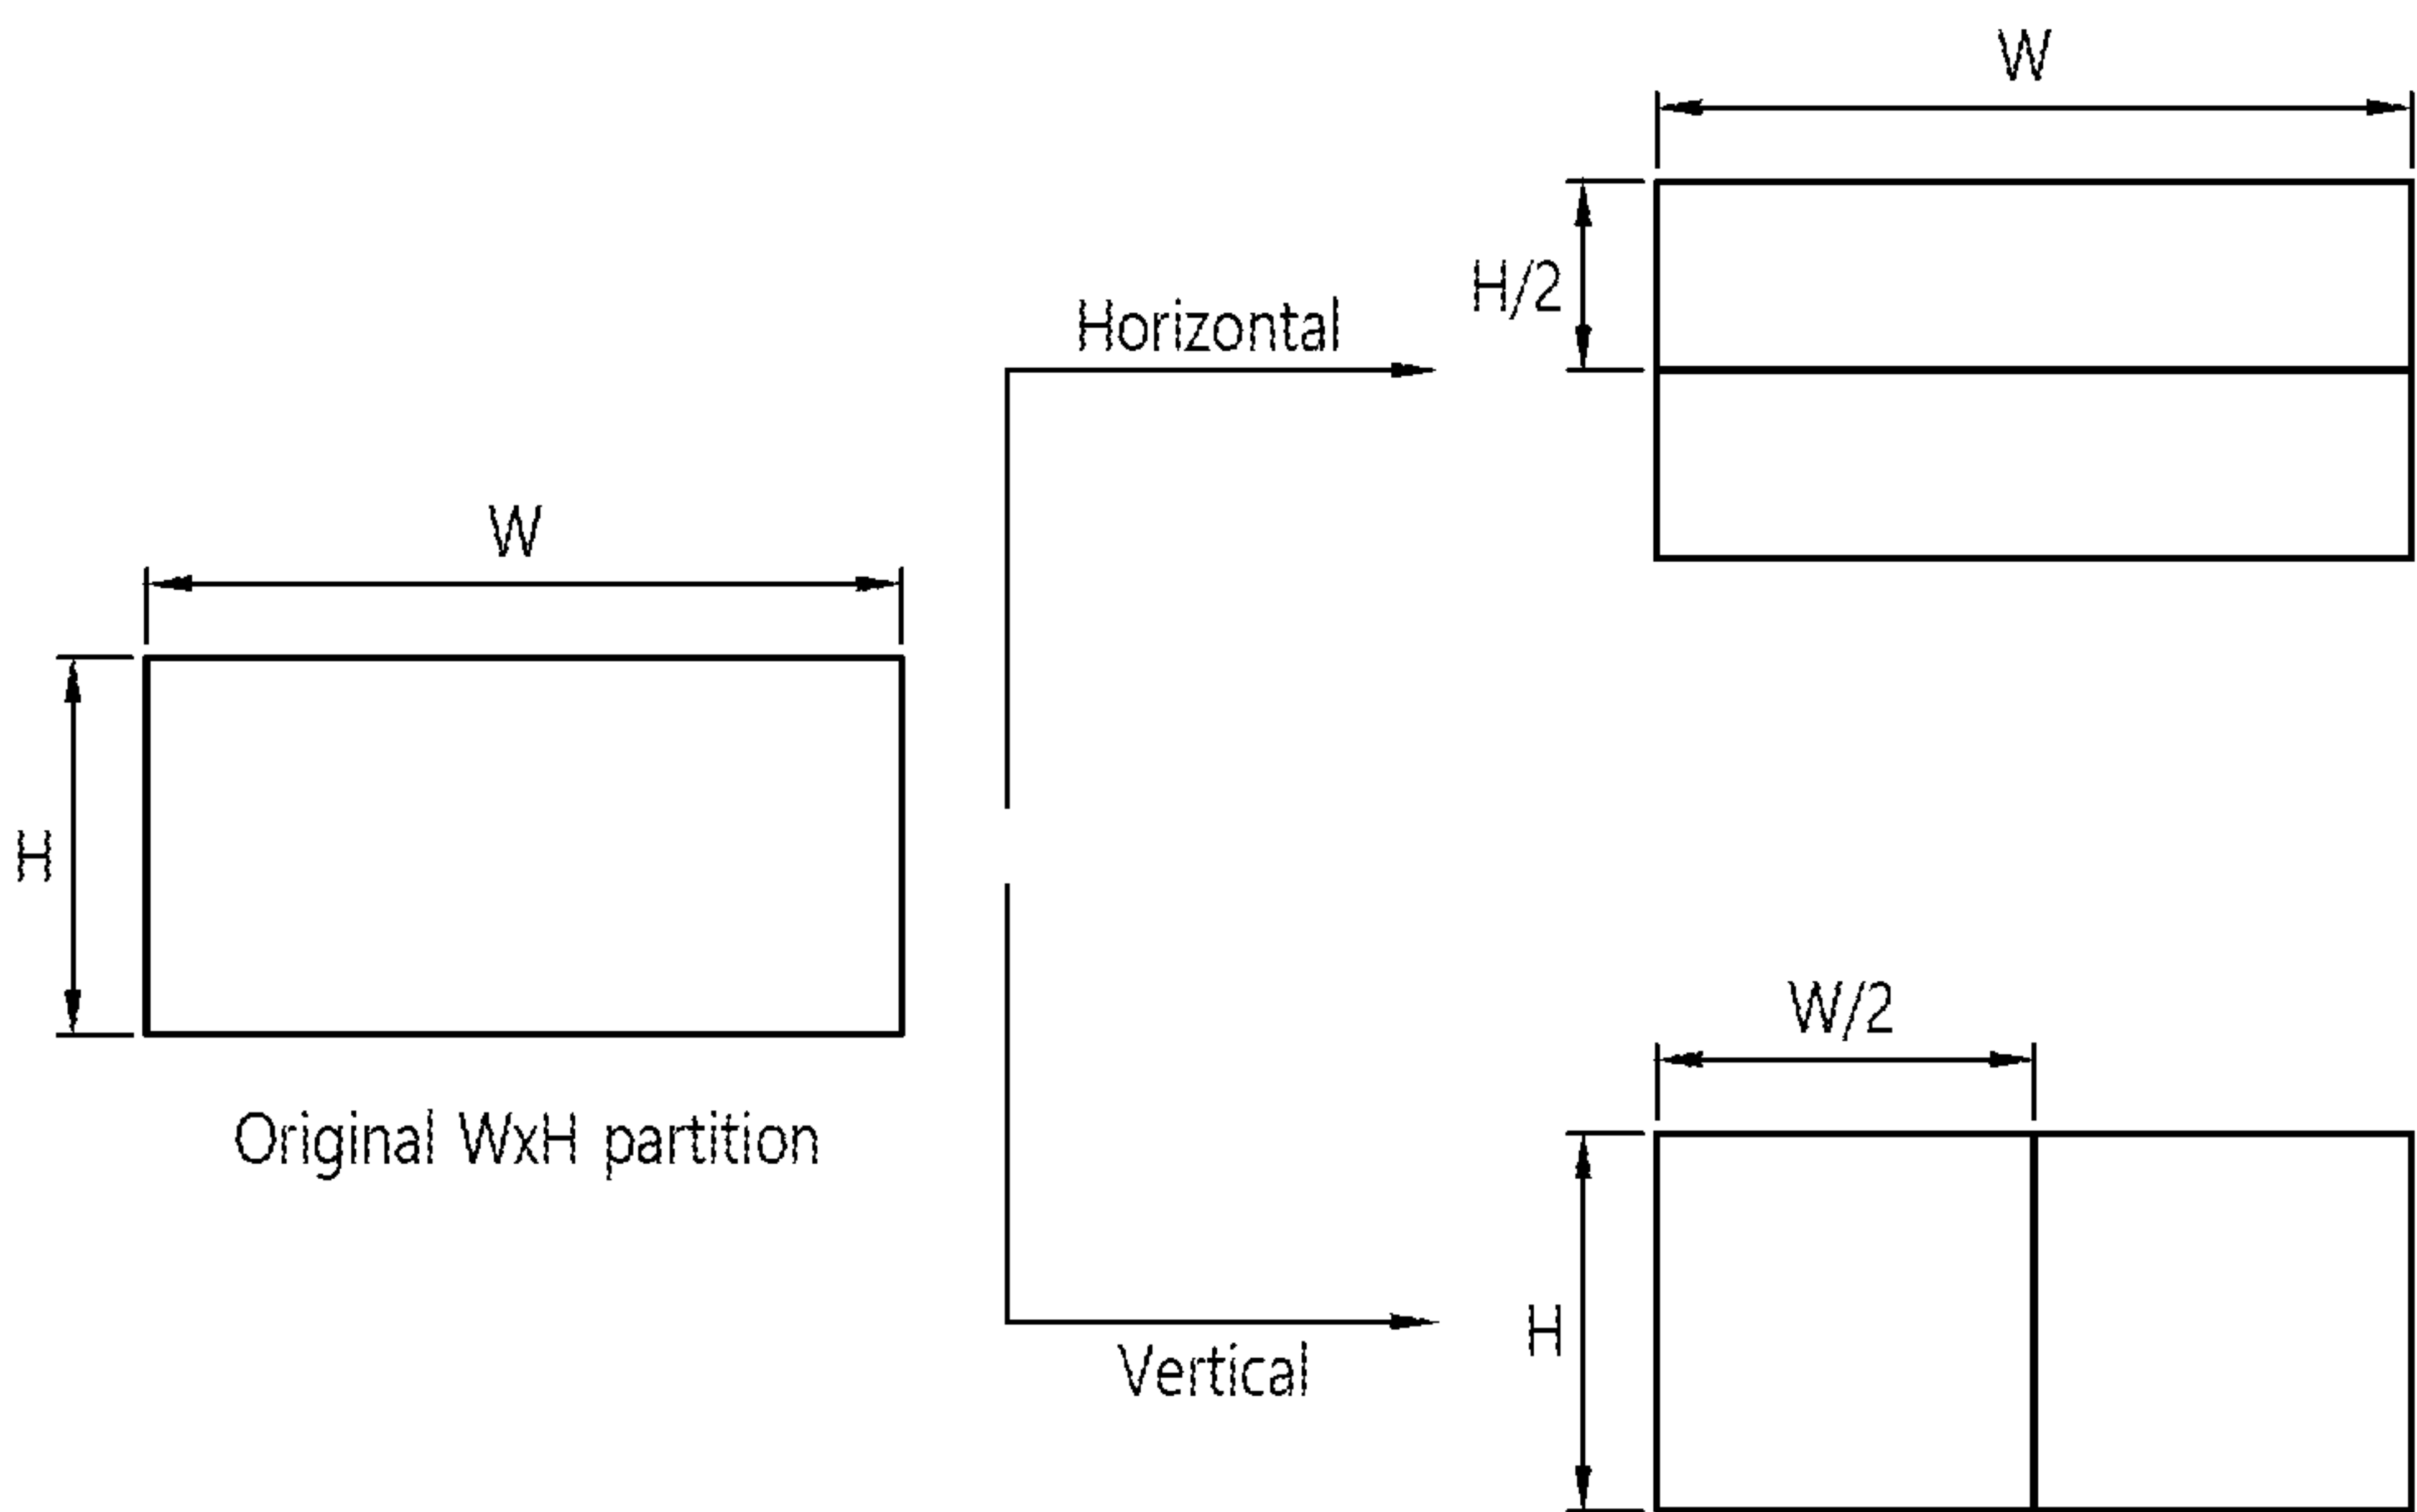 W
H/2
Horizontal
W
H
Original WxH partition
W/2
H
Vertical